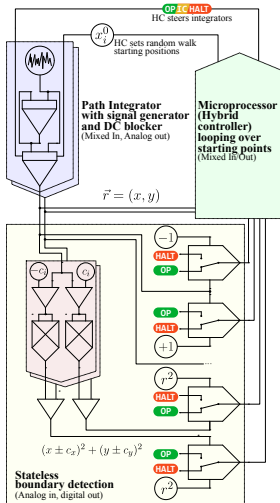 OP IC HALT
HC steers integrators
x_i^0
HC sets random walk
starting positions
Path Integrator
with signal generator
and DC blocker
(Mixed In, Analog out)
Microprocessor
(Hybrid
controller)
looping over
starting points
(Mixed In/Out)
r⃗ = (x, y)
−1
HALT
OP
−c_i
c_i
OP
HALT
+1
...
r²
HALT
OP
(x ± c_x)² + (y ± c_y)²
OP
HALT
r²
Stateless
boundary detection
(Analog in, digital out)